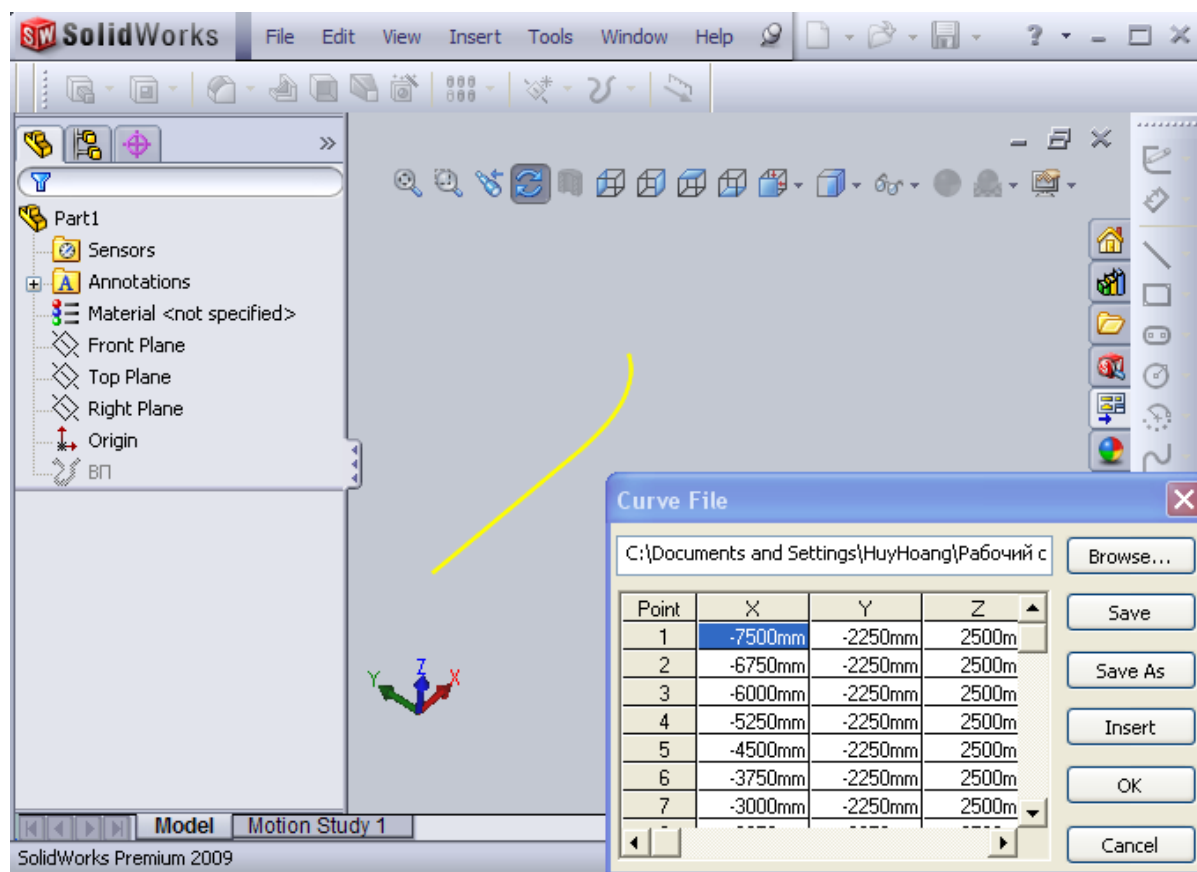 SolidWorks File Edit View Insert Tools Window Help ?
Part1
Sensors
A Annotations
Material <not specified>
Front Plane
Top Plane
Right Plane
Origin
ВП
Y Z X
Curve File
C:\Documents and Settings\HuyHoang\Рабочий с Browse...
Point X Y Z
1 -7500mm -2250mm 2500m
2 -6750mm -2250mm 2500m
3 -6000mm -2250mm 2500m
4 -5250mm -2250mm 2500m
5 -4500mm -2250mm 2500m
6 -3750mm -2250mm 2500m
7 -3000mm -2250mm 2500m
Save
Save As
Insert
OK
Cancel
Model Motion Study 1
SolidWorks Premium 2009